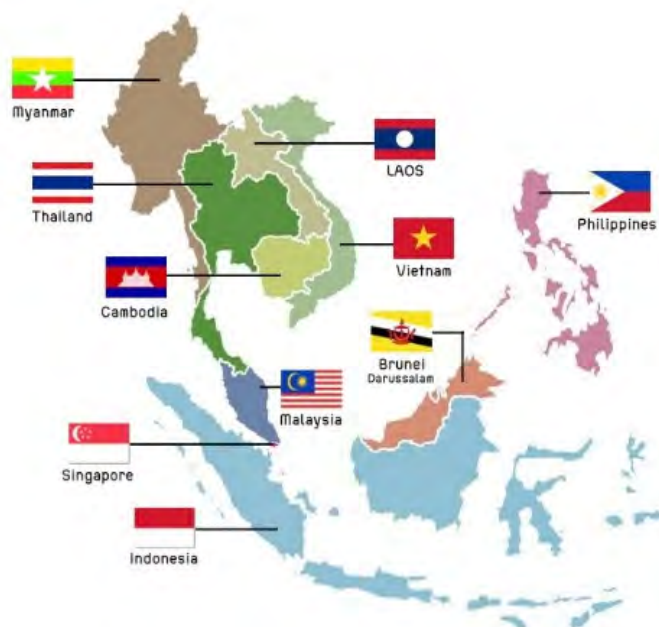 Myanmar
LAOS
Thailand
Philippines
Vietnam
Cambodia
Brunei
Darussalam
Malaysia
Singapore
Indonesia